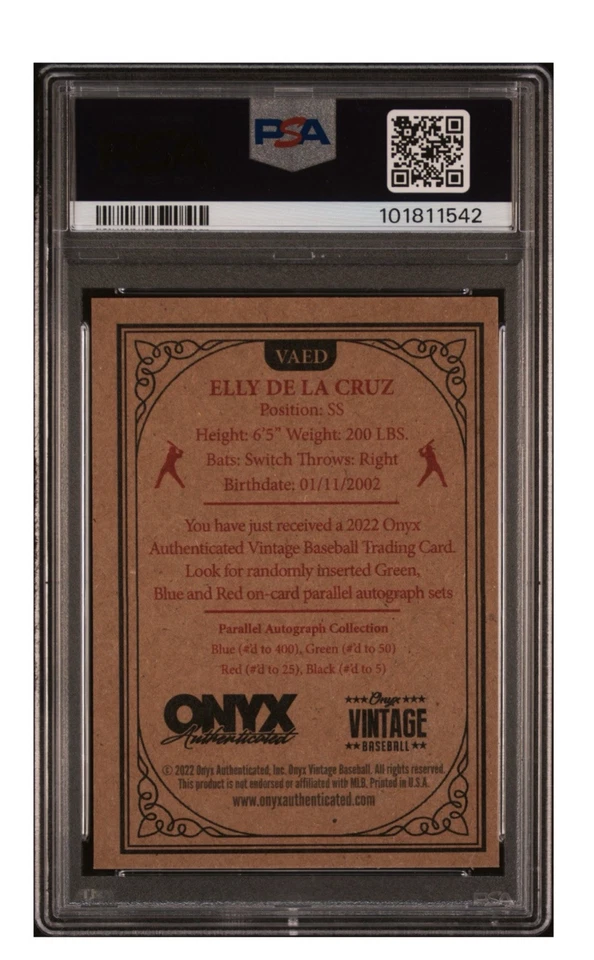 PSA
101811542
VAED
ELLY DE LA CRUZ
Position: SS
Height: 6'5" Weight: 200 LBS.
Bats: Switch Throws: Right
Birthdate: 01/11/2002
You have just received a 2022 Onyx
Authenticated Vintage Baseball Trading Card.
Look for randomly inserted Green,
Blue and Red on-card parallel autograph sets
Parallel Autograph Collection
Blue (#'d to 400), Green (#'d to 50)
Red (#'d to 25), Black (#'d to 5)
ONYX
Authenticated
Onyx
VINTAGE
BASEBALL
© 2022 Onyx Authenticated, Inc. Onyx Vintage Baseball. All rights reserved.
This product is not endorsed or affiliated with MLB. Printed in U.S.A.
www.onyxauthenticated.com
PSA